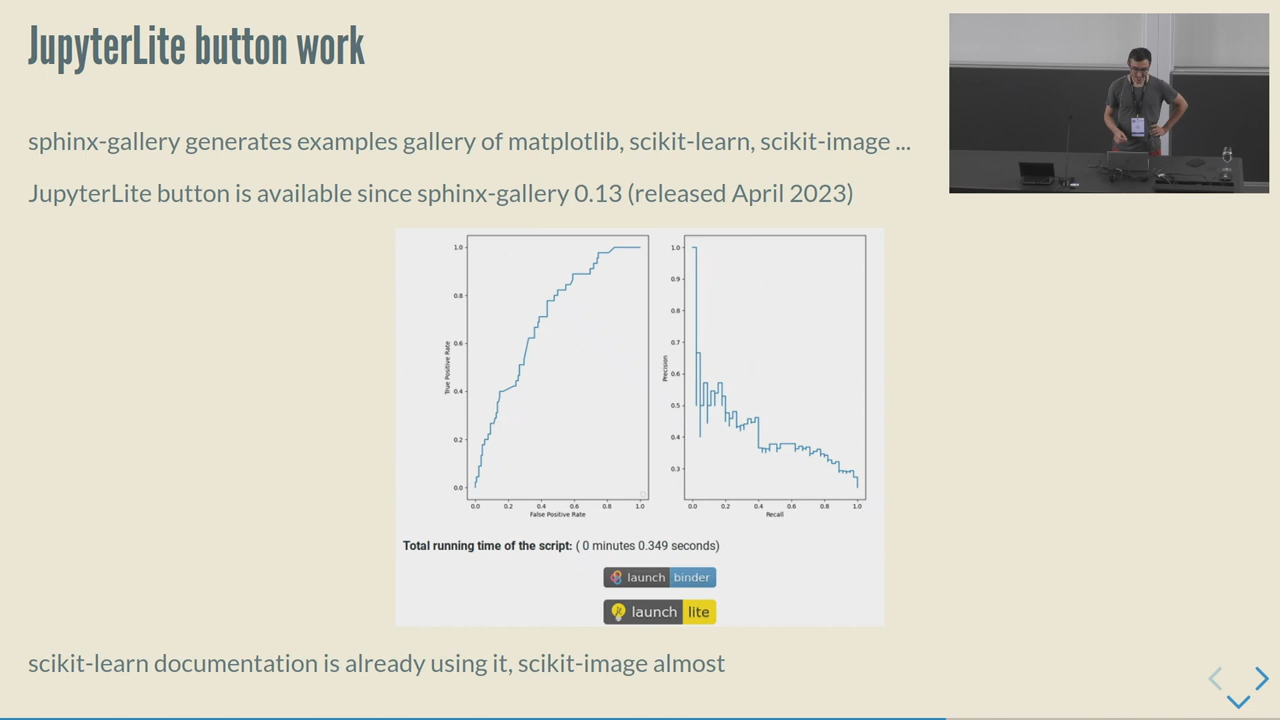 JupyterLite button work
sphinx-gallery generates examples gallery of matplotlib, scikit-learn, scikit-image ...
JupyterLite button is available since sphinx-gallery 0.13 (released April 2023)
1.0
0.8
0.6
0.4
0.2
0.0
True Positive Rate
0.0 0.2 0.4 0.6 0.8 1.0
False Positive Rate
1.0
0.9
0.8
0.7
0.6
0.5
0.4
0.3
Precision
0.0 0.2 0.4 0.6 0.8 1.0
Recall
Total running time of the script: ( 0 minutes 0.349 seconds)
launch binder
launch lite
scikit-learn documentation is already using it, scikit-image almost